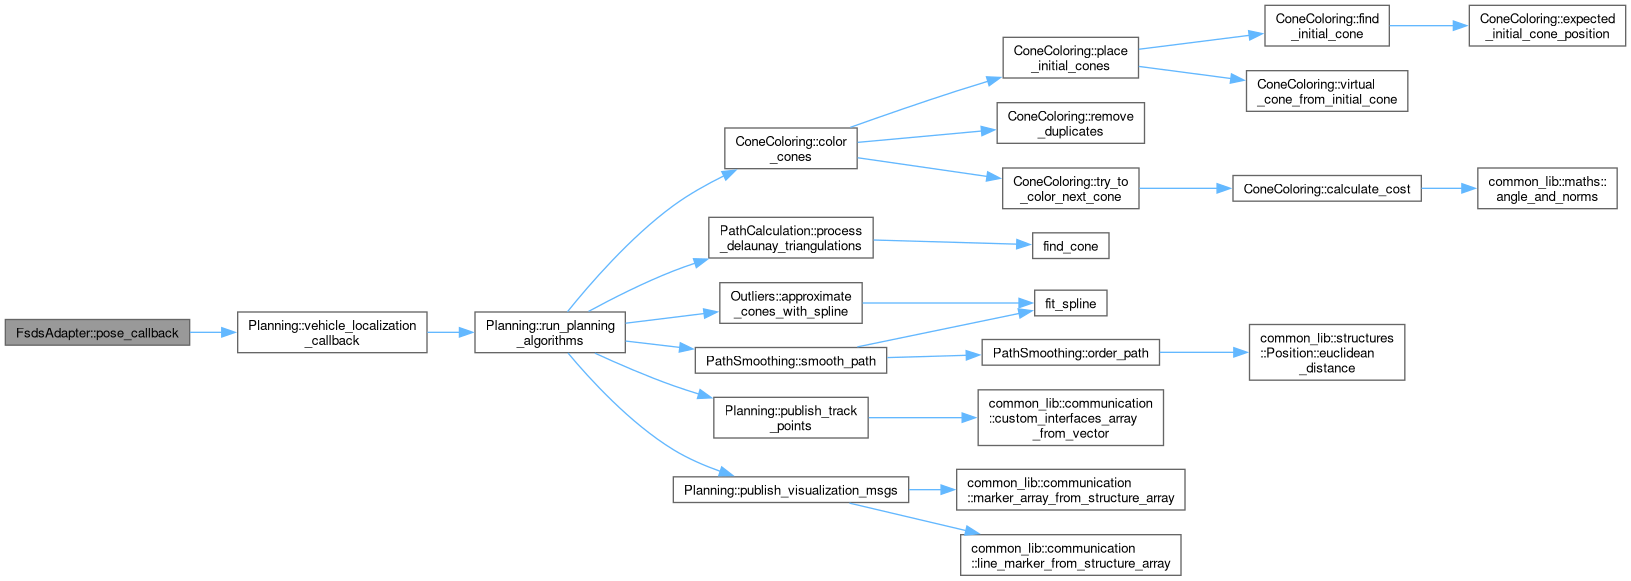 FsdsAdapter::pose_callback
Planning::vehicle_localization
_callback
Planning::run_planning
_algorithms
ConeColoring::color
_cones
ConeColoring::place
_initial_cones
ConeColoring::find
_initial_cone
ConeColoring::expected
_initial_cone_position
ConeColoring::virtual
_cone_from_initial_cone
ConeColoring::remove
_duplicates
ConeColoring::try_to
_color_next_cone
ConeColoring::calculate_cost
common_lib::maths::
angle_and_norms
PathCalculation::process
_delaunay_triangulations
find_cone
Outliers::approximate
_cones_with_spline
fit_spline
PathSmoothing::smooth_path
PathSmoothing::order_path
common_lib::structures
::Position::euclidean
_distance
Planning::publish_track
_points
common_lib::communication
::custom_interfaces_array
_from_vector
Planning::publish_visualization_msgs
common_lib::communication
::marker_array_from_structure_array
common_lib::communication
::line_marker_from_structure_array